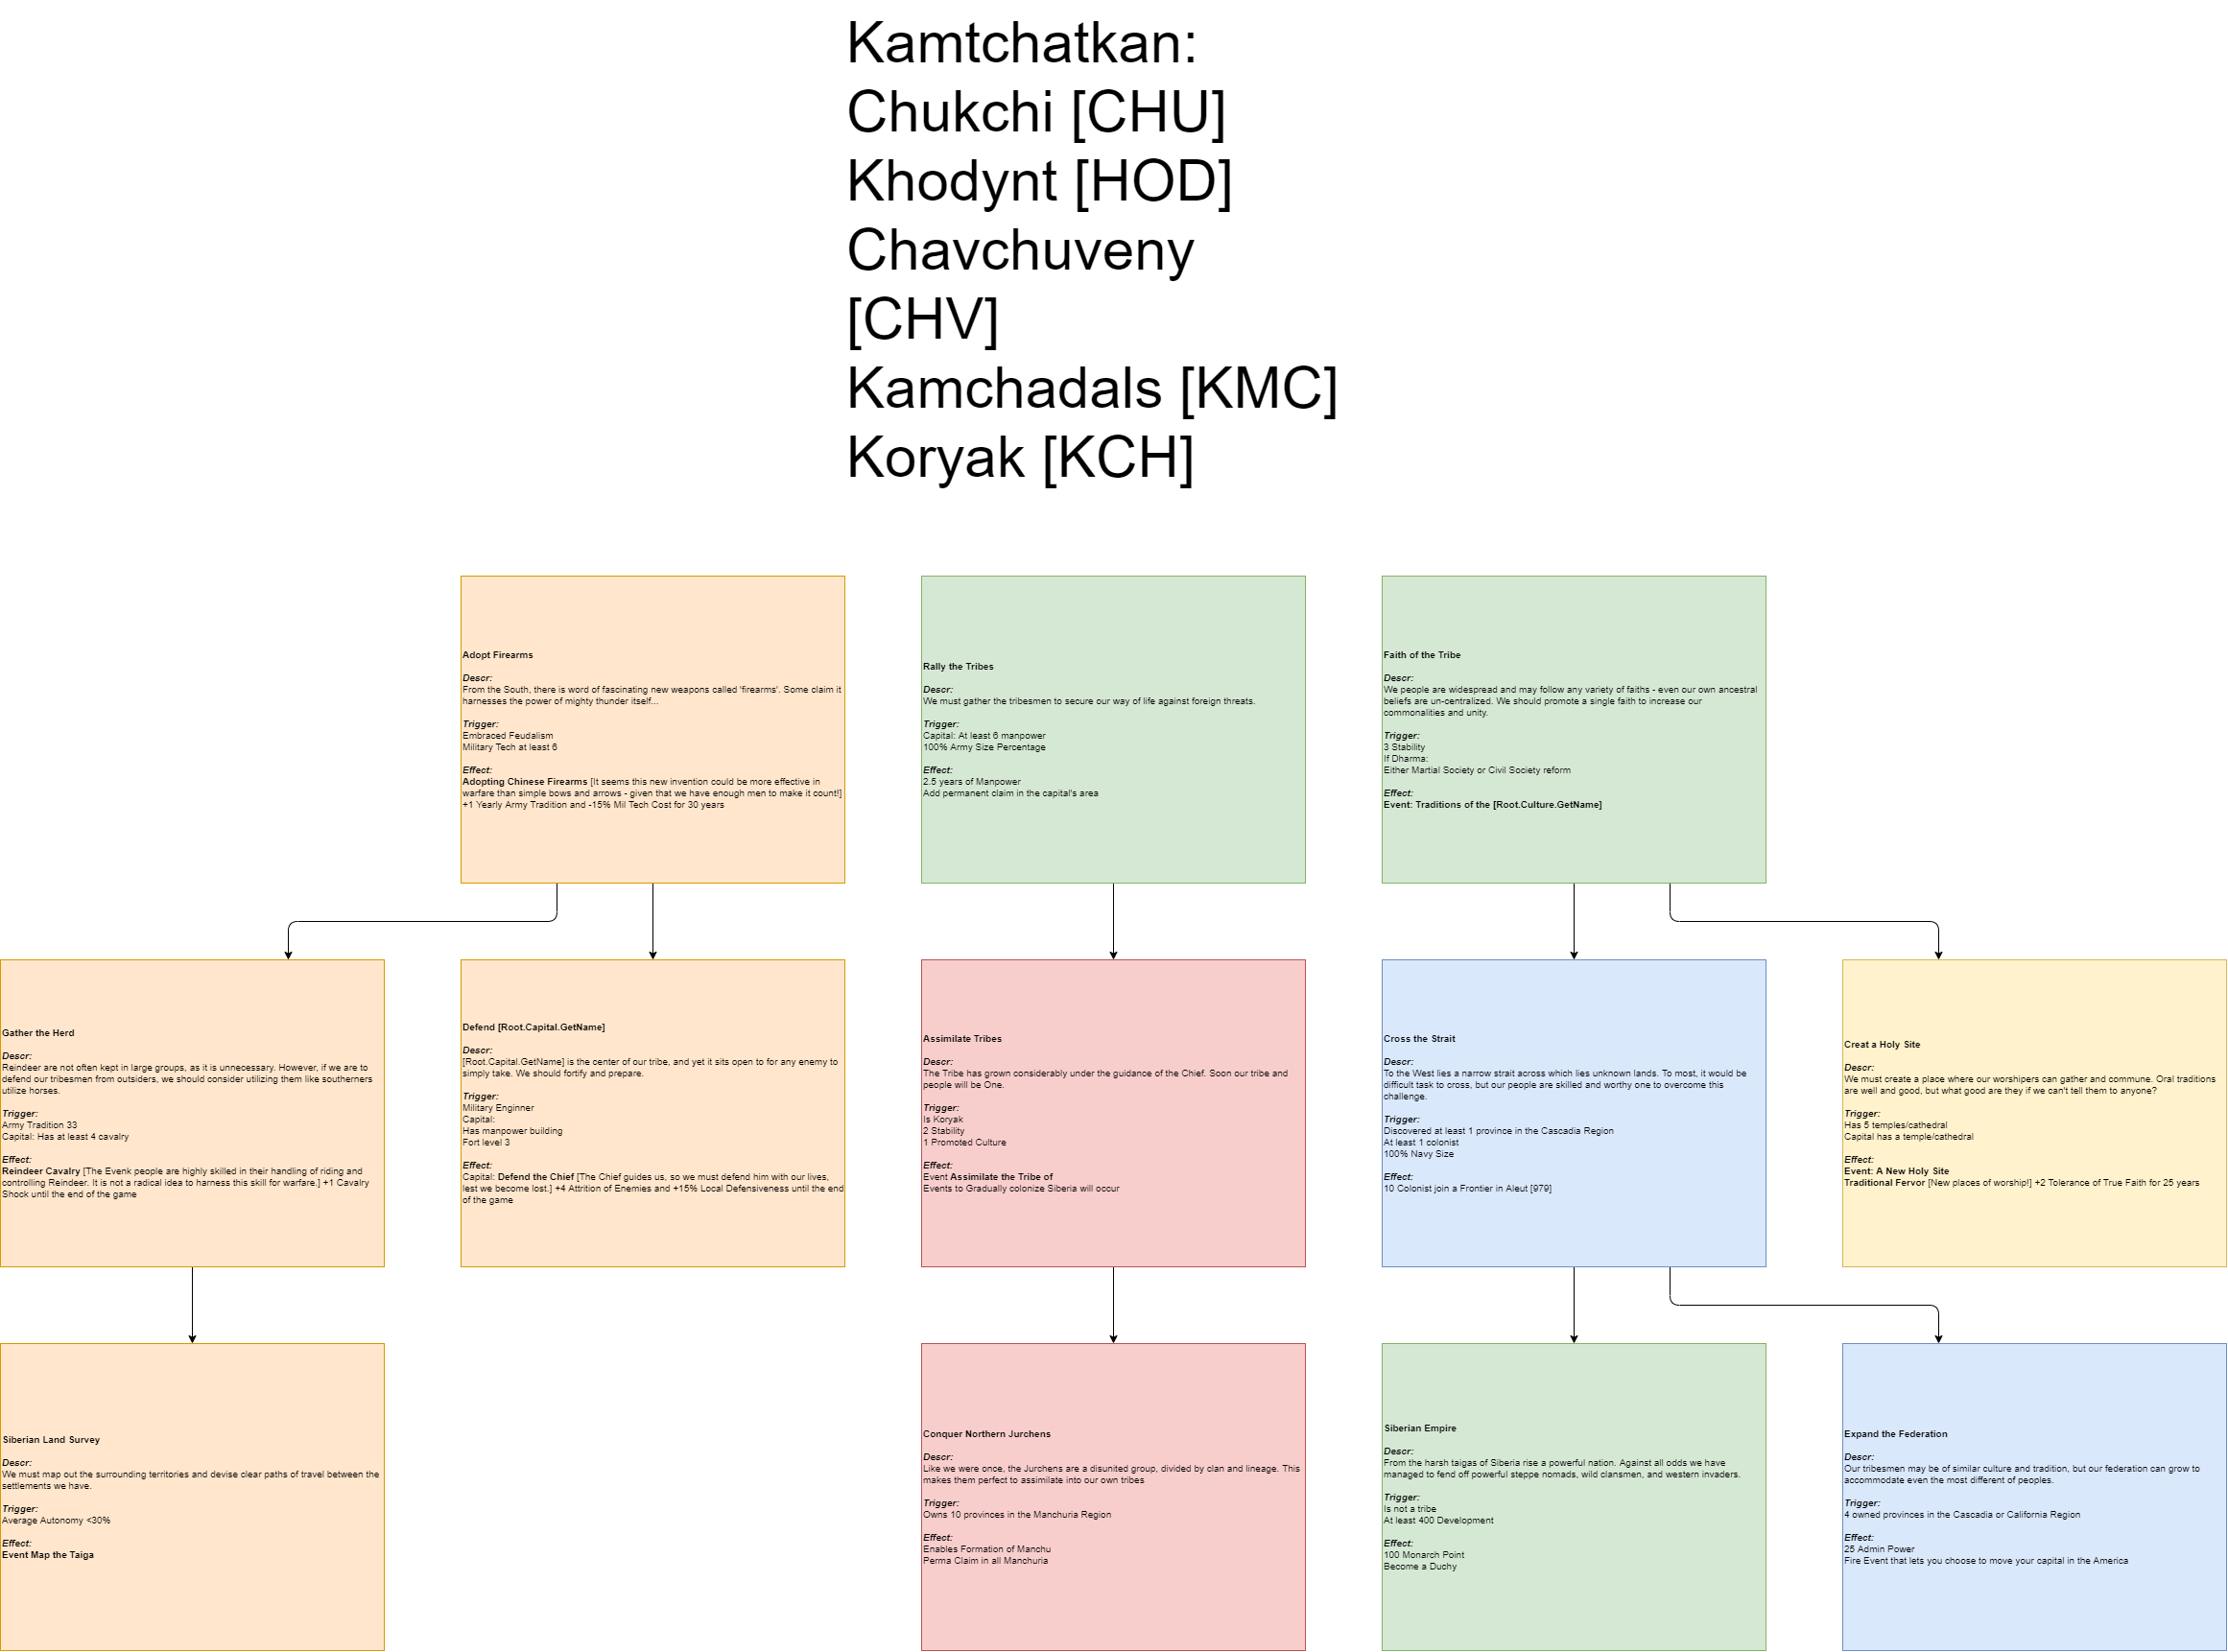 Kamtchatkan:
Chukchi [CHU]
Khodynt [HOD]
Chavchuveny
[CHV]
Kamchadals [KMC]
Koryak [KCH]
Adopt Firearms
Descr:
From the South, there is word of fascinating new weapons called 'firearms'. Some claim it
harnesses the power of mighty thunder itself...
Trigger:
Embraced Feudalism
Military Tech at least 6
Effect:
Adopting Chinese Firearms [It seems this new invention could be more effective in
warfare than simple bows and arrows - given that we have enough men to make it count!]
+1 Yearly Army Tradition and -15% Mil Tech Cost for 30 years
Rally the Tribes
Descr:
We must gather the tribesmen to secure our way of life against foreign threats.
Trigger:
Capital: At least 6 manpower
100% Army Size Percentage
Effect:
2.5 years of Manpower
Add permanent claim in the capital's area
Faith of the Tribe
Descr:
We people are widespread and may follow any variety of faiths - even our own ancestral
beliefs are un-centralized. We should promote a single faith to increase our
commonalities and unity.
Trigger:
3 Stability
If Dharma:
Either Martial Society or Civil Society reform
Effect:
Event: Traditions of the [Root.Culture.GetName]
Gather the Herd
Descr:
Reindeer are not often kept in large groups, as it is unnecessary. However, if we are to
defend our tribesmen from outsiders, we should consider utilizing them like southerners
utilize horses.
Trigger:
Army Tradition 33
Capital: Has at least 4 cavalry
Effect:
Reindeer Cavalry [The Evenk people are highly skilled in their handling of riding and
controlling Reindeer. It is not a radical idea to harness this skill for warfare.] +1 Cavalry
Shock until the end of the game
Defend [Root.Capital.GetName]
Descr:
[Root.Capital.GetName] is the center of our tribe, and yet it sits open to for any enemy to
simply take. We should fortify and prepare.
Trigger:
Military Enginner
Capital:
Has manpower building
Fort level 3
Effect:
Capital: Defend the Chief [The Chief guides us, so we must defend him with our lives,
lest we become lost.] +4 Attrition of Enemies and +15% Local Defensiveness until the end
of the game
Assimilate Tribes
Descr:
The Tribe has grown considerably under the guidance of the Chief. Soon our tribe and
people will be One.
Trigger:
Is Koryak
2 Stability
1 Promoted Culture
Effect:
Event Assimilate the Tribe of
Events to Gradually colonize Siberia will occur
Cross the Strait
Descr:
To the West lies a narrow strait across which lies unknown lands. To most, it would be
difficult task to cross, but our people are skilled and worthy one to overcome this
challenge.
Trigger:
Discovered at least 1 province in the Cascadia Region
At least 1 colonist
100% Navy Size
Effect:
10 Colonist join a Frontier in Aleut [979]
Creat a Holy Site
Descr:
We must create a place where our worshipers can gather and commune. Oral traditions
are well and good, but what good are they if we can't tell them to anyone?
Trigger:
Has 5 temples/cathedral
Capital has a temple/cathedral
Effect:
Event: A New Holy Site
Traditional Fervor [New places of worship!] +2 Tolerance of True Faith for 25 years
Siberian Land Survey
Descr:
We must map out the surrounding territories and devise clear paths of travel between the
settlements we have.
Trigger:
Average Autonomy <30%
Effect:
Event Map the Taiga
Conquer Northern Jurchens
Descr:
Like we were once, the Jurchens are a disunited group, divided by clan and lineage. This
makes them perfect to assimilate into our own tribes
Trigger:
Owns 10 provinces in the Manchuria Region
Effect:
Enables Formation of Manchu
Perma Claim in all Manchuria
Siberian Empire
Descr:
From the harsh taigas of Siberia rise a powerful nation. Against all odds we have
managed to fend off powerful steppe nomads, wild clansmen, and western invaders.
Trigger:
Is not a tribe
At least 400 Development
Effect:
100 Monarch Point
Become a Duchy
Expand the Federation
Descr:
Our tribesmen may be of similar culture and tradition, but our federation can grow to
accommodate even the most different of peoples.
Trigger:
4 owned provinces in the Cascadia or California Region
Effect:
25 Admin Power
Fire Event that lets you choose to move your capital in the America